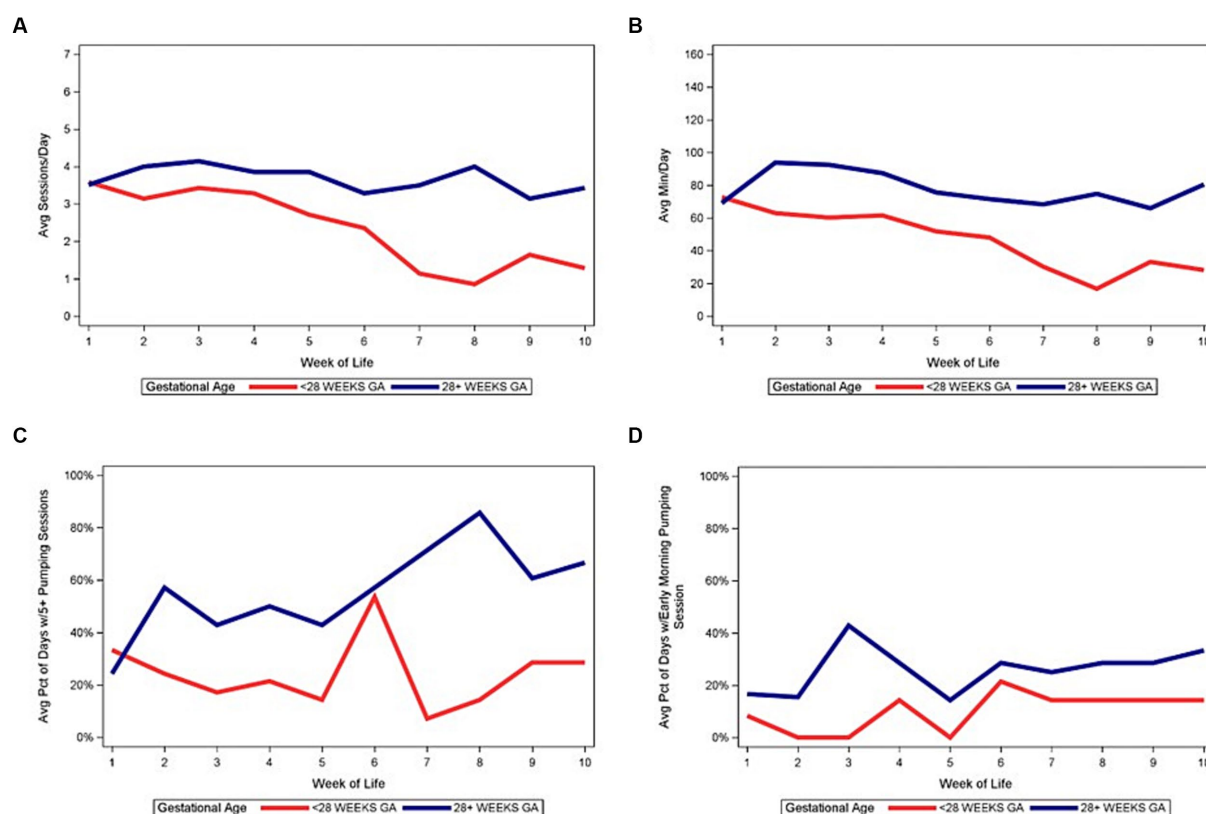 A
Avg Sessions/Day
7
6
5
4
3
2
1
0
1 2 3 4 5 6 7 8 9 10
Week of Life
Gestational Age <28 WEEKS GA 28+ WEEKS GA
B
Avg Min/Day
160
140
120
100
80
60
40
20
0
1 2 3 4 5 6 7 8 9 10
Week of Life
Gestational Age <28 WEEKS GA 28+ WEEKS GA
C
Avg Pct of Days w/5+ Pumping Sessions
100%
80%
60%
40%
20%
0%
1 2 3 4 5 6 7 8 9 10
Week of Life
Gestational Age <28 WEEKS GA 28+ WEEKS GA
D
Avg Pct of Days w/Early Morning Pumping
Session
100%
80%
60%
40%
20%
0%
1 2 3 4 5 6 7 8 9 10
Week of Life
Gestational Age <28 WEEKS GA 28+ WEEKS GA